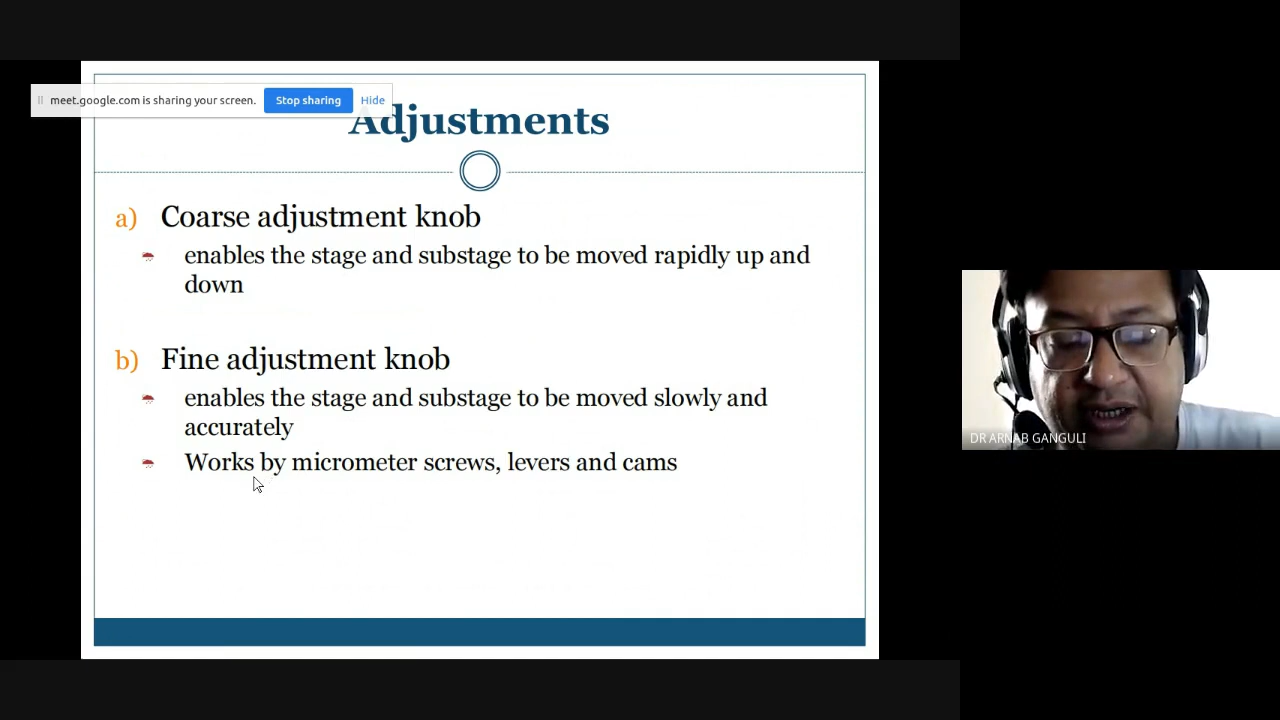 meet.google.com is sharing your screen. Stop sharing Hide
Adjustments
a) Coarse adjustment knob
enables the stage and substage to be moved rapidly up and
down
b) Fine adjustment knob
enables the stage and substage to be moved slowly and
accurately
Works by micrometer screws, levers and cams
DR ARNAB GANGULI